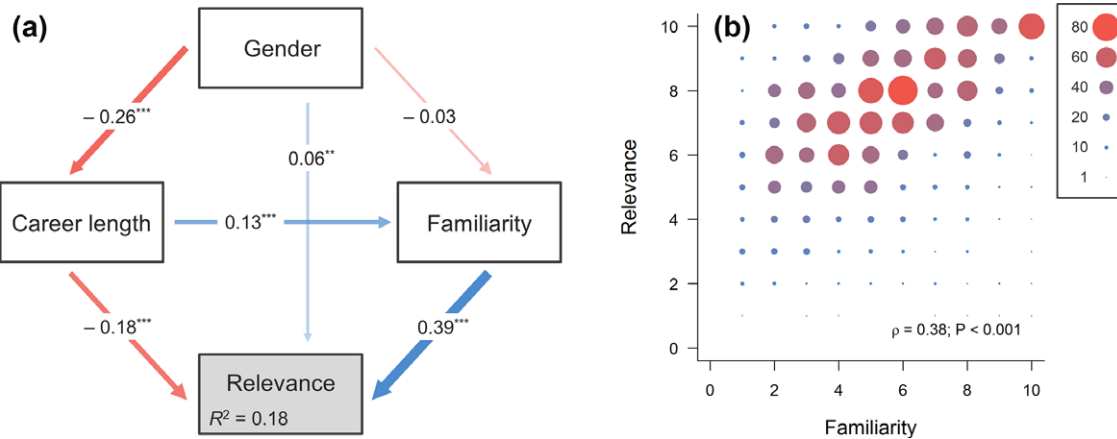 (a)
Gender
– 0.26***
– 0.03
0.06**
Career length
0.13***
Familiarity
– 0.18***
0.39***
Relevance
R² = 0.18
(b)
10
8
6
4
2
0
Relevance
ρ = 0.38; P < 0.001
0
2
4
6
8
10
Familiarity
80
60
40
20
10
1